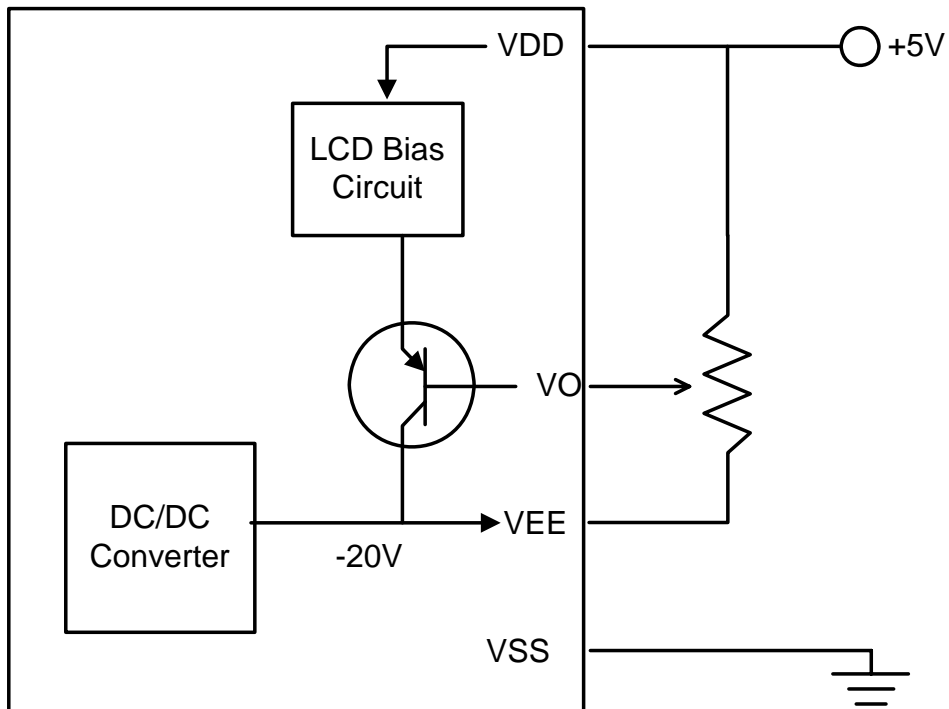 VDD
+5V
LCD Bias
Circuit
VO
DC/DC
Converter
-20V
VEE
VSS